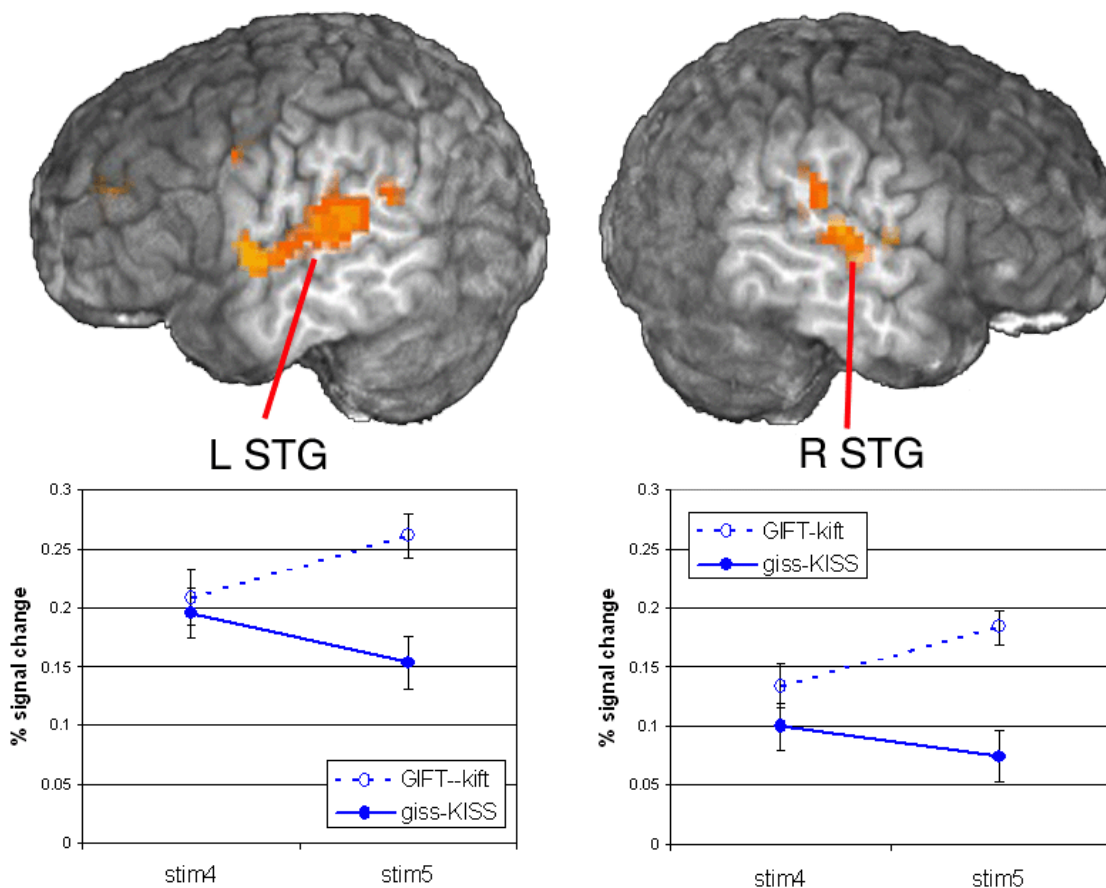 L STG
R STG
0.3
0.25
0.2
0.15
0.1
0.05
0
% signal change
GIFT--kift
giss-KISS
stim4
stim5
0.3
0.25
0.2
0.15
0.1
0.05
0
% signal change
GIFT-kift
giss-KISS
stim4
stim5